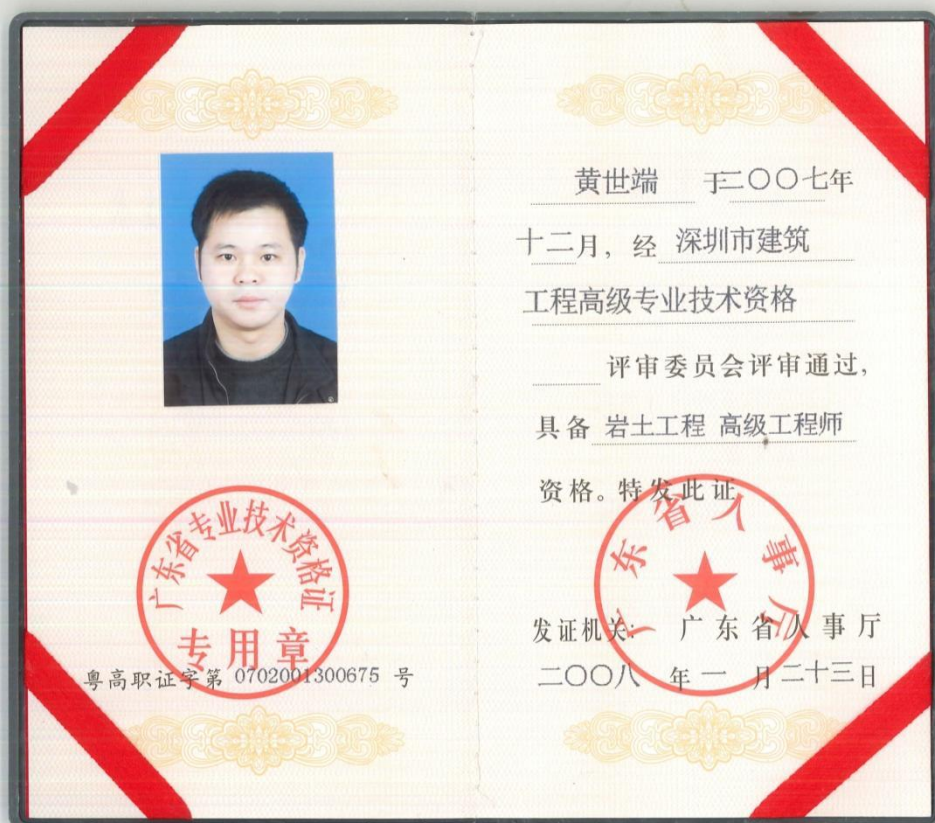 广东省专业技术资格证
专用章
粤高职证字第 0702001300675 号
黄世端 于二〇〇七年
十二月，经 深圳市建筑
工程高级专业技术资格
评审委员会评审通过，
具备 岩土工程 高级工程师
资格。特发此证
广东省人事厅
发证机关：广东省人事厅
二〇〇八 年 一 月 二十三日